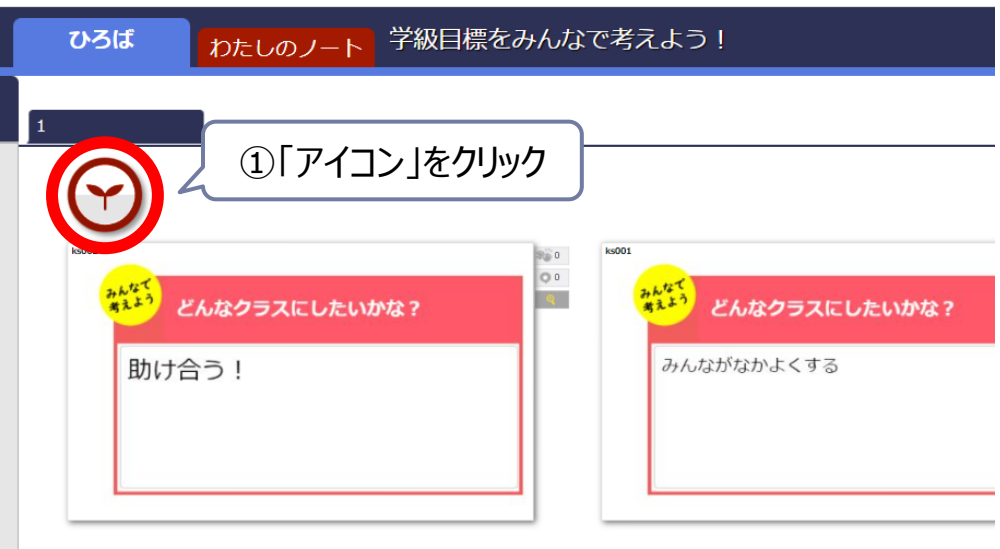 ひろば
わたしのノート
学級目標をみんなで考えよう！
1
①「アイコン」をクリック
0
ks001
0
みんなで
考えよう
どんなクラスにしたいかな？
助け合う！
みんなで
考えよう
どんなクラスにしたいかな？
みんながなかよくする